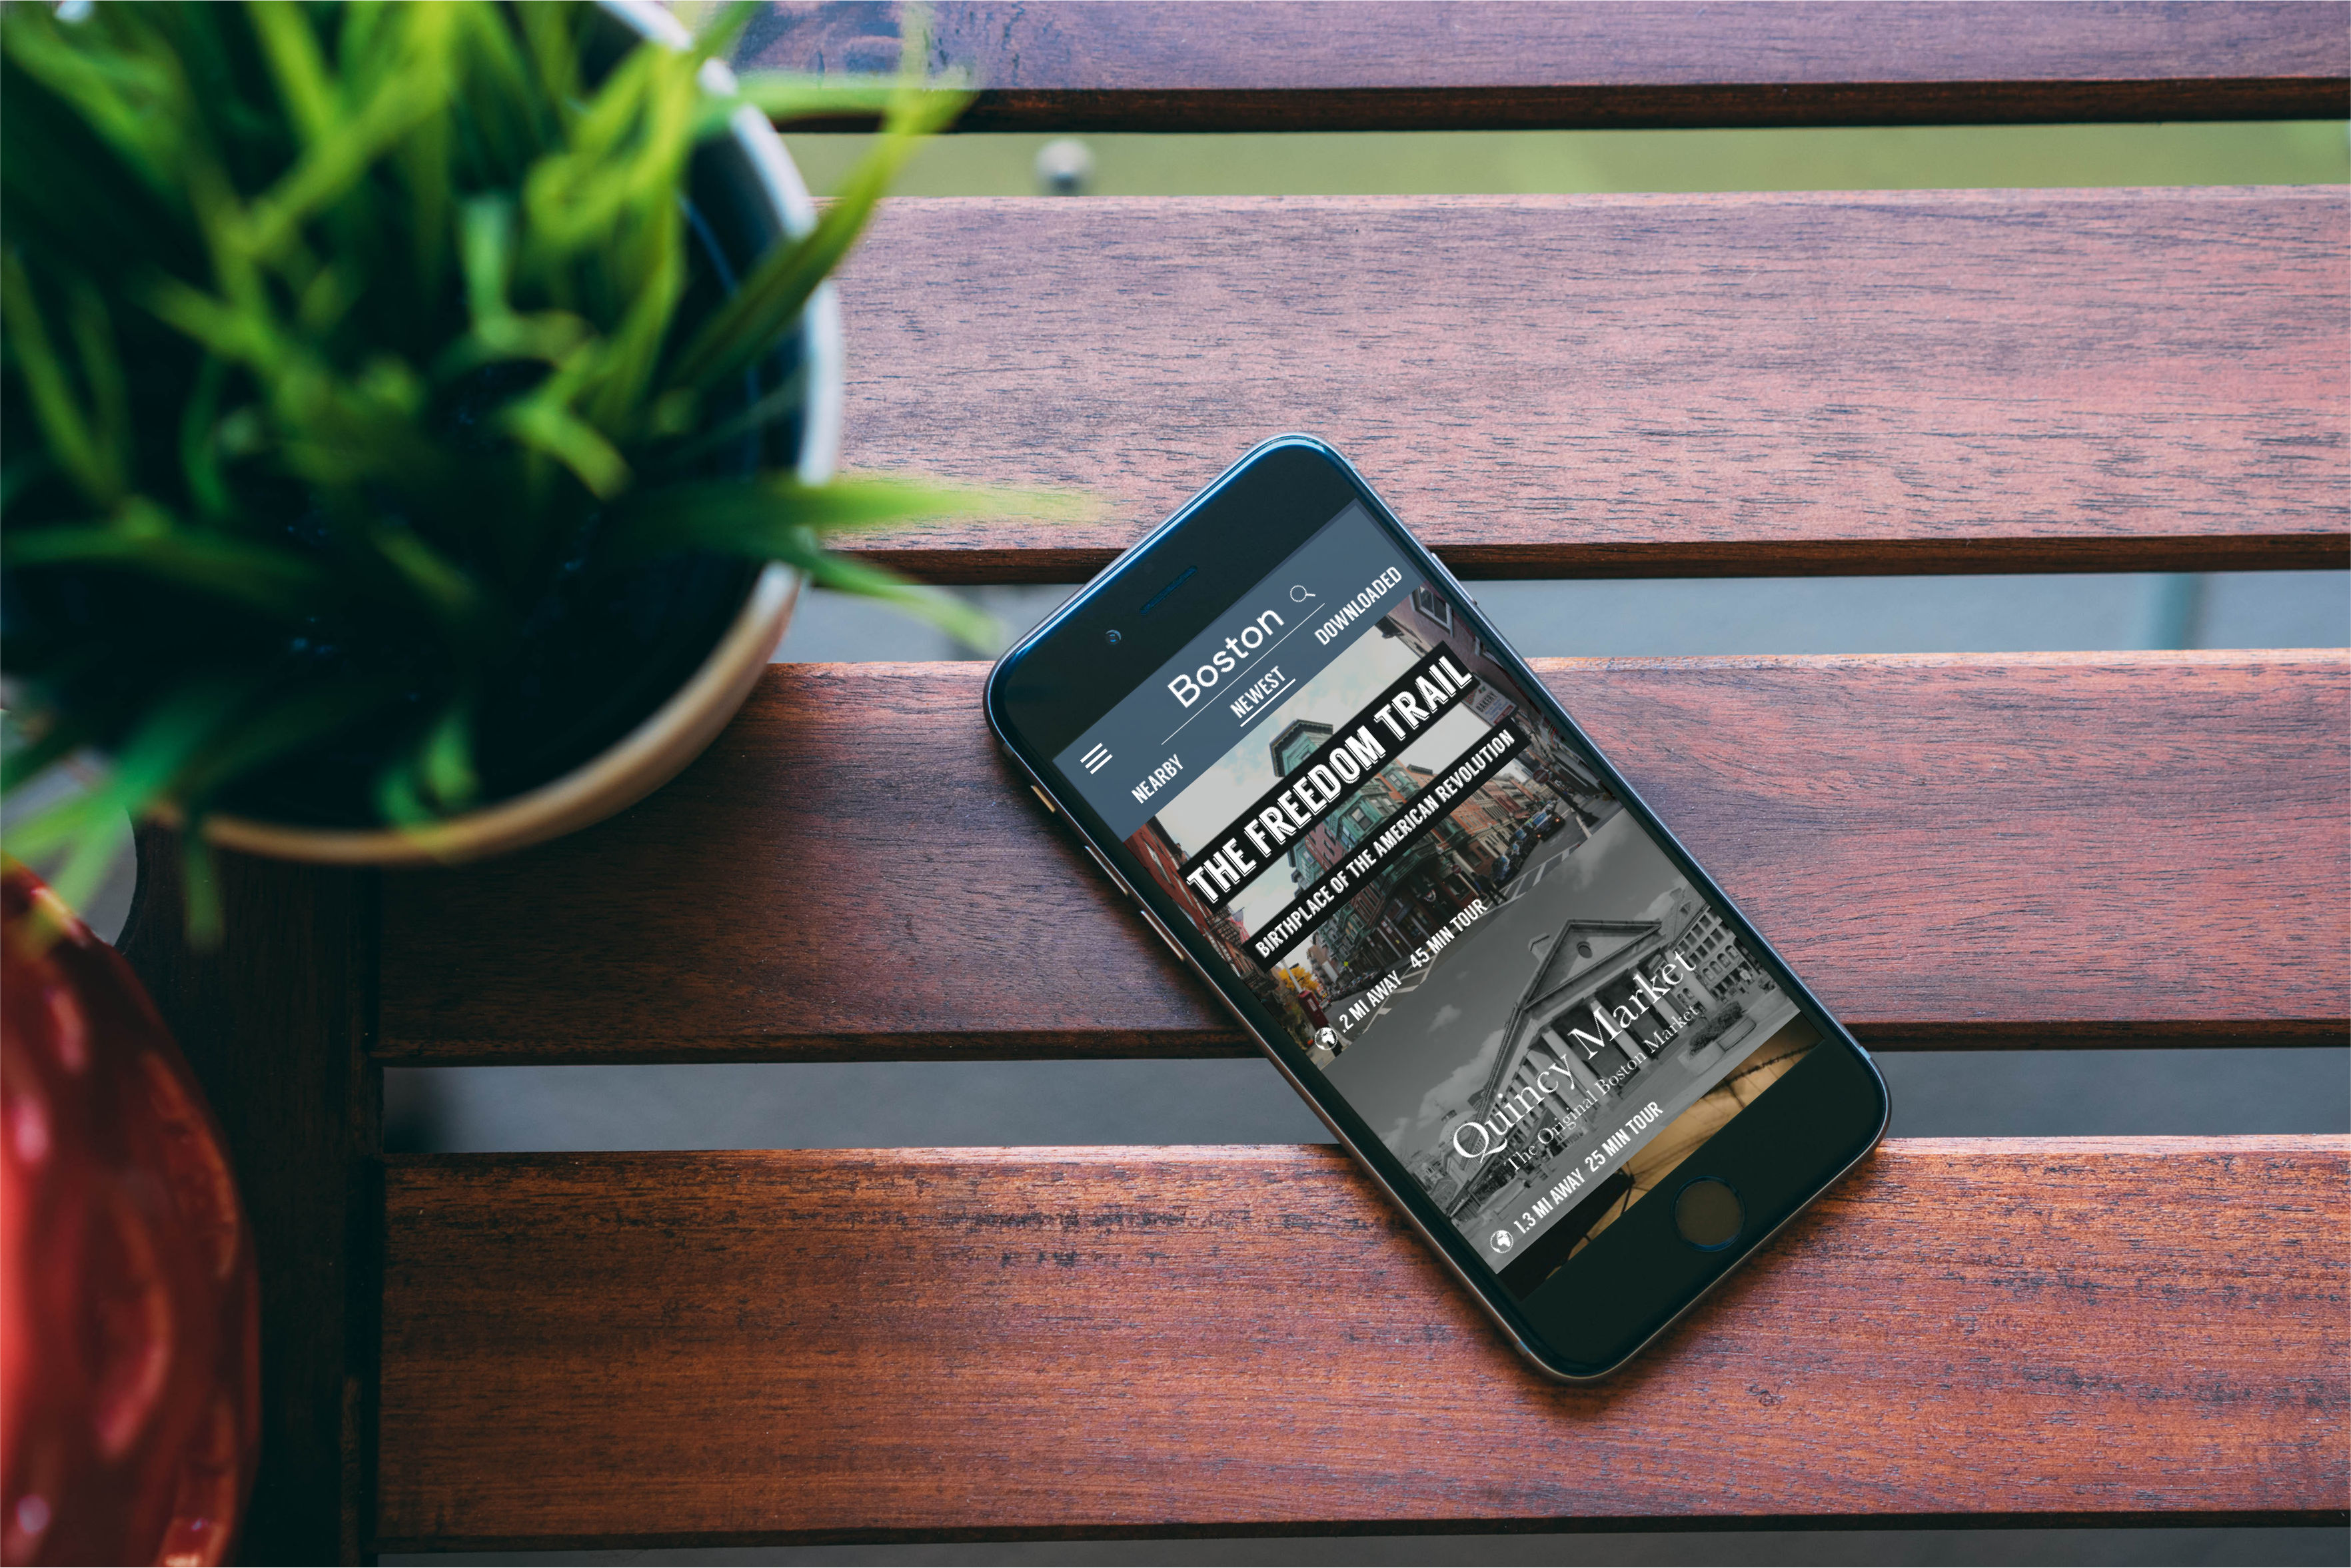 Boston
NEARBY NEWEST DOWNLOADED
THE FREEDOM TRAIL
BIRTHPLACE OF THE AMERICAN REVOLUTION
.2 MI AWAY 45 MIN TOUR
Quincy Market
The Original Boston Market
1.3 MI AWAY 25 MIN TOUR